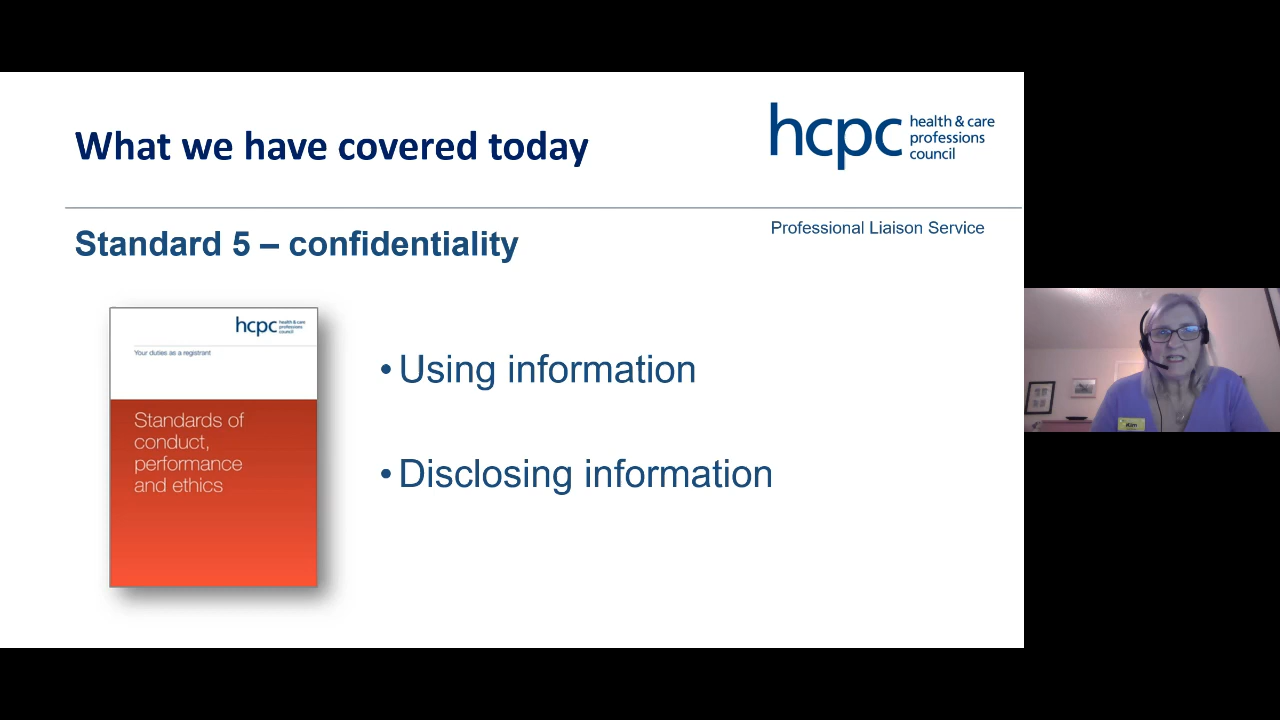 What we have covered today
hcpc health & care
professions
council
Professional Liaison Service
Standard 5 – confidentiality
hcpc health & care
professions
council
Your duties as a registrant
Standards of
conduct,
performance
and ethics
• Using information
• Disclosing information
Kim